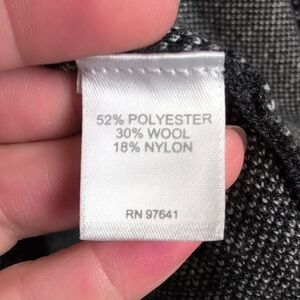 52% POLYESTER
30% WOOL
18% NYLON
RN 97641